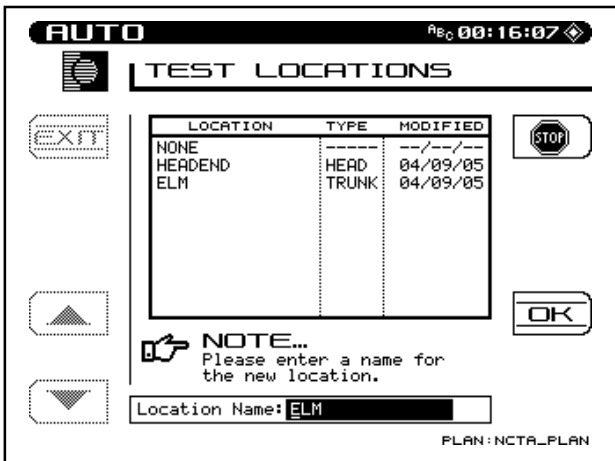 AUTO ABC 00:16:07
TEST LOCATIONS
EXIT
STOP
LOCATION TYPE MODIFIED
NONE ----- --/--/--
HEADEND HEAD 04/09/05
ELM TRUNK 04/09/05
OK
NOTE...
Please enter a name for
the new location.
Location Name: ELM
PLAN:NCTA_PLAN